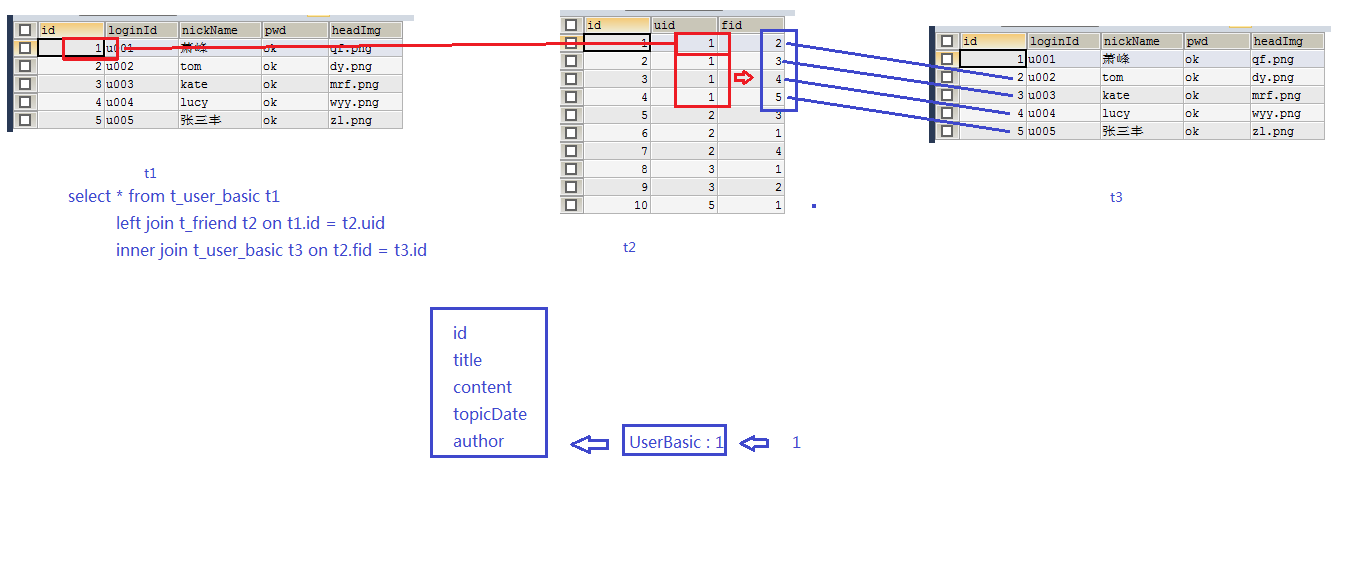 id loginId nickName pwd headImg
1 u001 萧峰 ok qf.png
2 u002 tom ok dy.png
3 u003 kate ok mrf.png
4 u004 lucy ok wyy.png
5 u005 张三丰 ok zl.png
t1
select * from t_user_basic t1
left join t_friend t2 on t1.id = t2.uid
inner join t_user_basic t3 on t2.fid = t3.id
id uid fid
1 1 2
2 1 3
3 1 4
4 1 5
5 2 3
6 2 1
7 2 4
8 3 1
9 3 2
10 5 1
t2
id loginId nickName pwd headImg
1 u001 萧峰 ok qf.png
2 u002 tom ok dy.png
3 u003 kate ok mrf.png
4 u004 lucy ok wyy.png
5 u005 张三丰 ok zl.png
t3
id
title
content
topicDate
author
UserBasic : 1
1